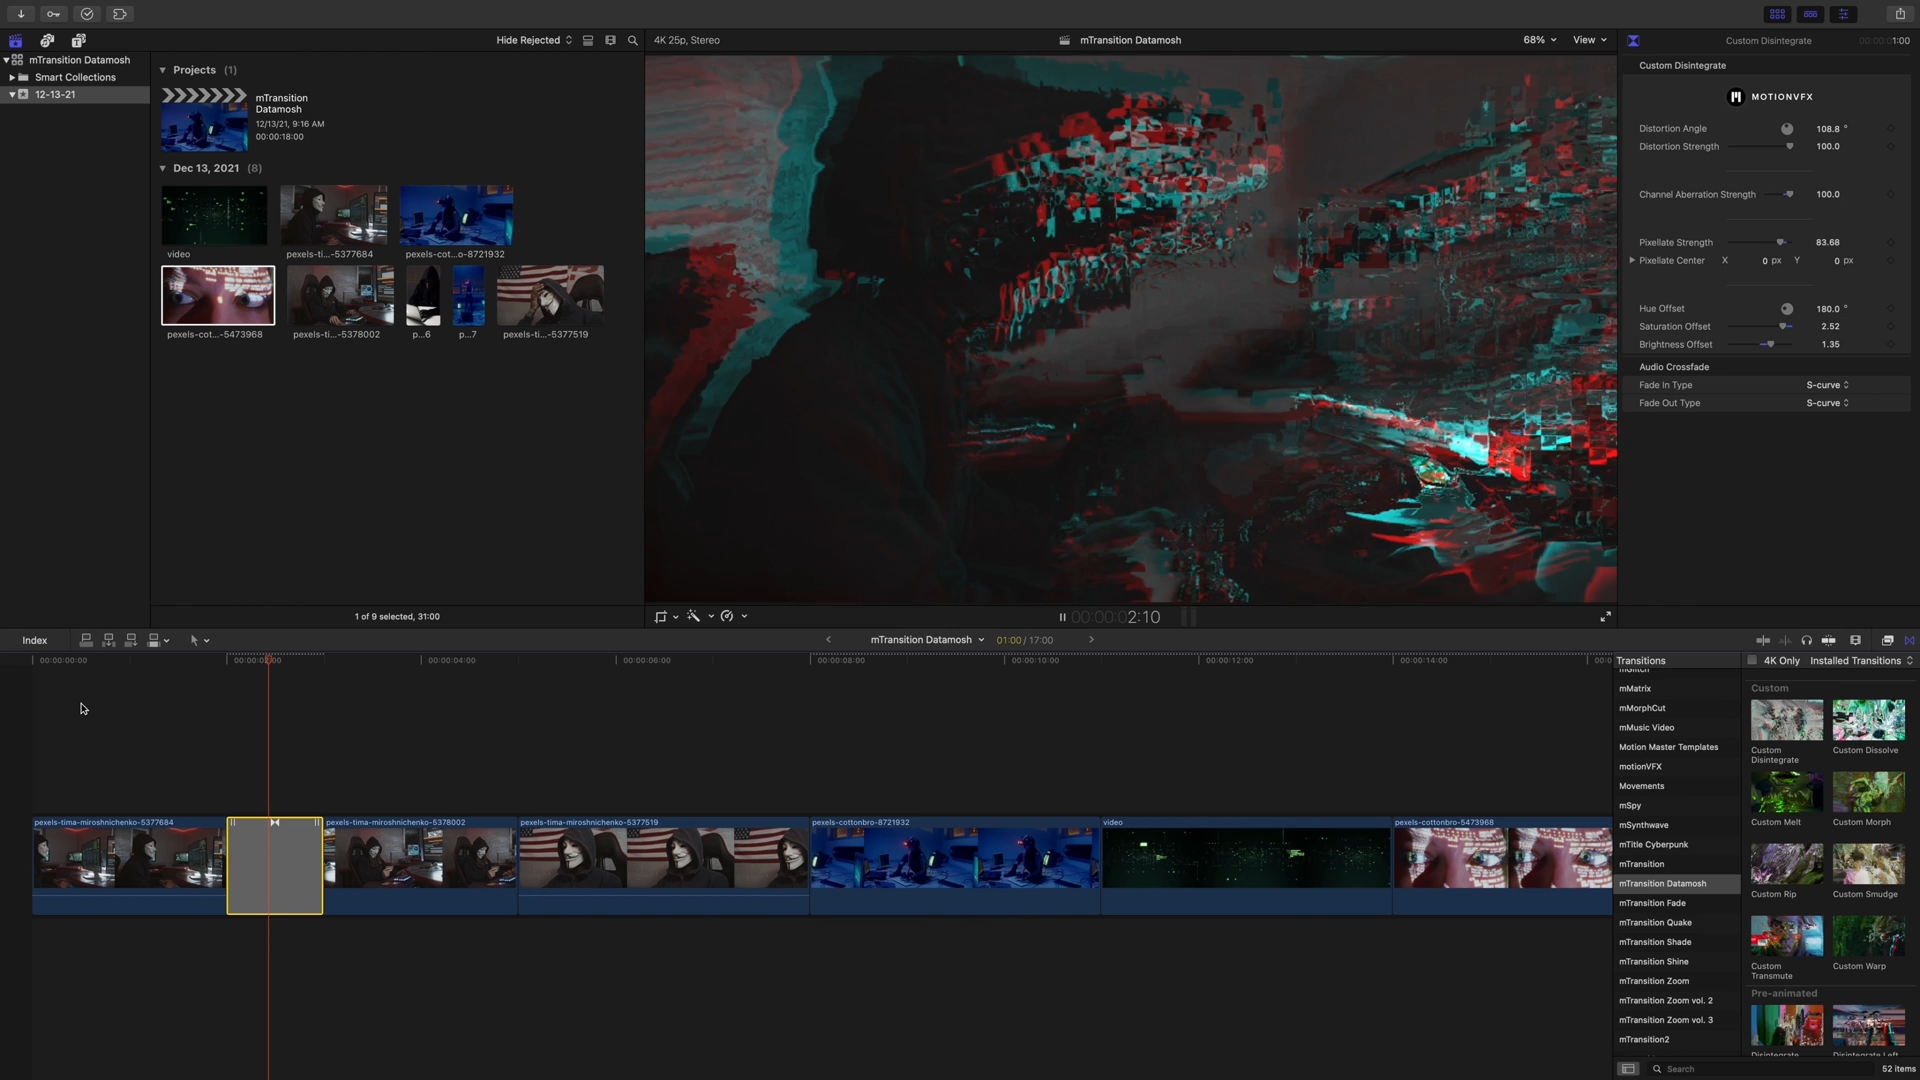 Hide Rejected
4K 25p, Stereo
mTransition Datamosh
68%
View
Custom Disintegrate
1:00
mTransition Datamosh
Smart Collections
12-13-21
Projects (1)
mTransition
Datamosh
12/13/21, 9:16 AM
00:00:18:00
Dec 13, 2021 (8)
video
pexels-ti...-5377684
pexels-cot...o-8721932
pexels-cot...-5473968
pexels-ti...-5378002
p...6
p...7
pexels-ti...-5377519
1 of 9 selected, 31:00
Custom Disintegrate
MOTIONVFX
Distortion Angle 108.8 °
Distortion Strength 100.0
Channel Aberration Strength 100.0
Pixellate Strength 83.68
Pixellate Center X 0 px Y 0 px
Hue Offset 180.0 °
Saturation Offset 2.52
Brightness Offset 1.35
Audio Crossfade
Fade In Type S-curve
Fade Out Type S-curve
00:00:00:02:10
Index
mTransition Datamosh
01:00 / 17:00
00:00:00:00
00:00:04:00
00:00:06:00
00:00:08:00
00:00:10:00
00:00:12:00
00:00:14:00
pexels-tima-miroshnichenko-5377684
pexels-tima-miroshnichenko-5378002
pexels-tima-miroshnichenko-5377519
pexels-cottonbro-8721932
video
pexels-cottonbro-5473968
Transitions
4K Only
Installed Transitions
mMatrix
mMorphCut
mMusic Video
Motion Master Templates
motionVFX
Movements
mSpy
mSynthwave
mTitle Cyberpunk
mTransition
mTransition Datamosh
mTransition Fade
mTransition Quake
mTransition Shade
mTransition Shine
mTransition Zoom
mTransition Zoom vol. 2
mTransition Zoom vol. 3
mTransition2
Custom
Custom
Disintegrate
Custom Dissolve
Custom Melt
Custom Morph
Custom Rip
Custom Smudge
Custom
Transmute
Custom Warp
Pre-animated
Search
52 items